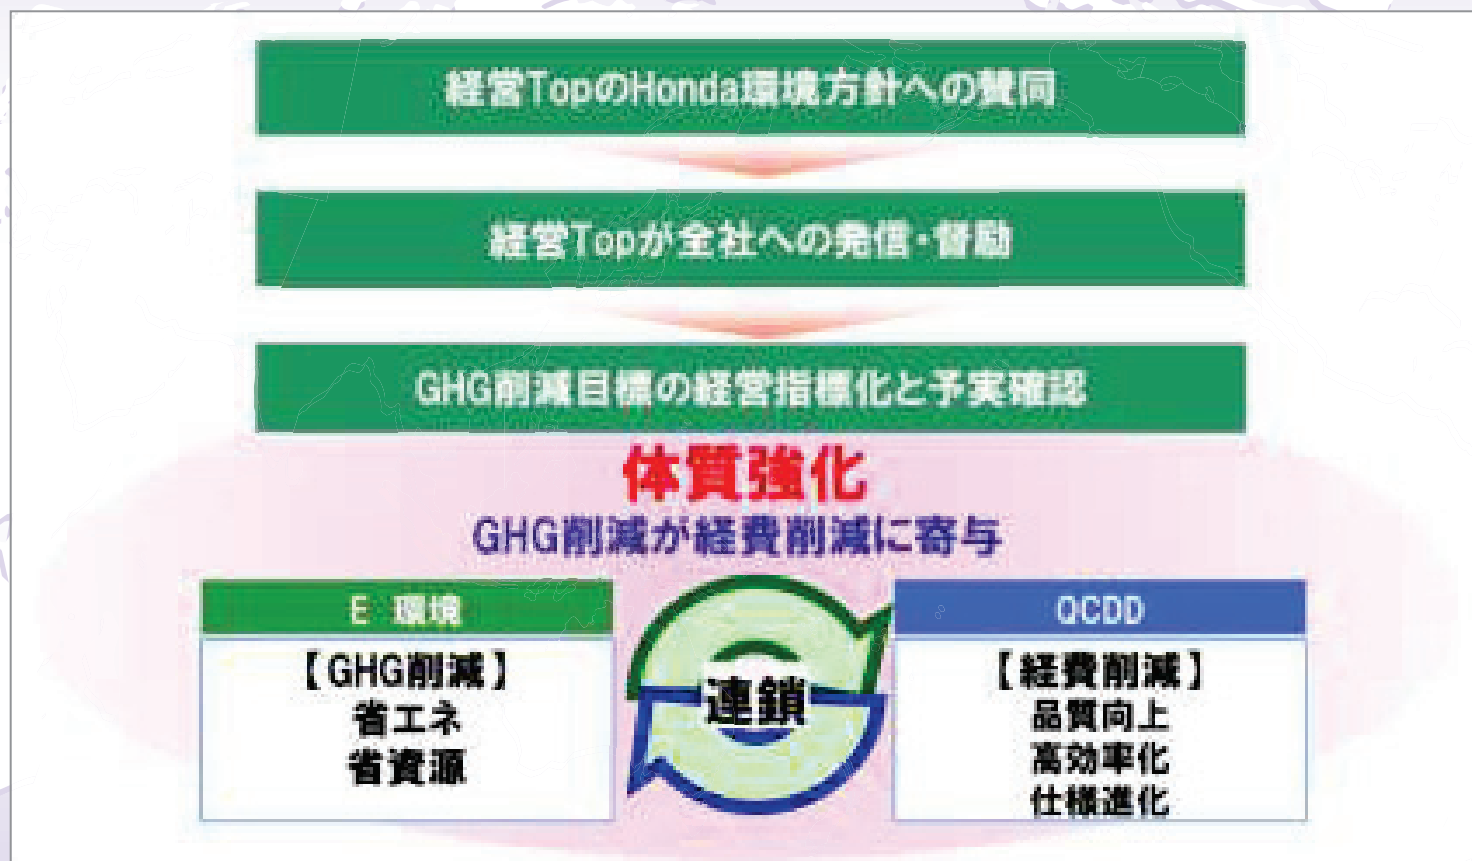 経営TopのHonda環境方針への賛同
経営Topが全社への発信・督励
GHG削減目標の経営指標化と予実確認
体質強化
GHG削減が経費削減に寄与
E 環境
【GHG削減】
省エネ
省資源
連鎖
QCDD
【経費削減】
品質向上
高効率化
仕様進化